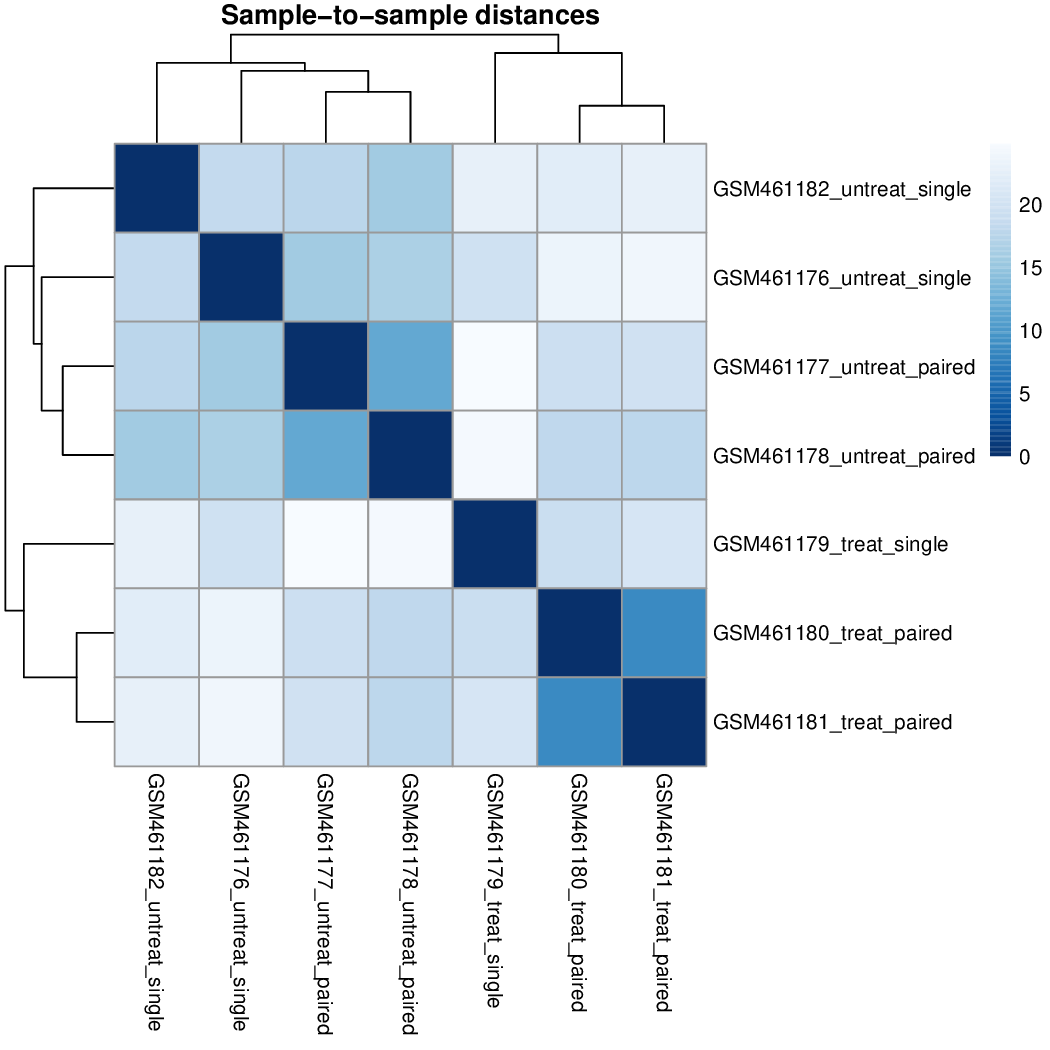 Sample−to−sample distances
GSM461182_untreat_single
GSM461176_untreat_single
GSM461177_untreat_paired
GSM461178_untreat_paired
GSM461179_treat_single
GSM461180_treat_paired
GSM461181_treat_paired
20
15
10
5
0
GSM461182_untreat_single
GSM461176_untreat_single
GSM461177_untreat_paired
GSM461178_untreat_paired
GSM461179_treat_single
GSM461180_treat_paired
GSM461181_treat_paired